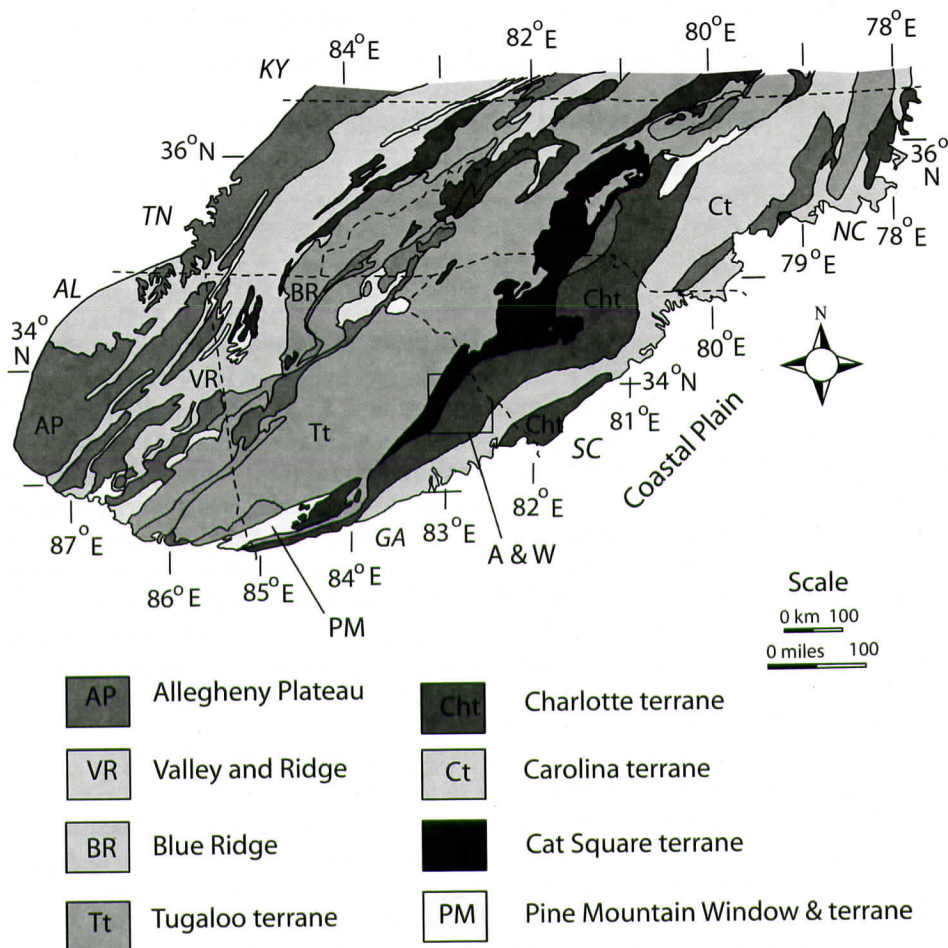 84°E
82°E
80°E
78°E
KY
36°N
36°
N
TN
Ct
NC
78°E
79°E
AL
BR
Cht
34°
N
80°E
N
VR
34°N
81°E
AP
Tt
Cht
SC
Coastal Plain
82°E
87°E
GA
83°E
A & W
86°E
85°E
84°E
PM
Scale
0 km 100
0 miles 100
AP Allegheny Plateau
Cht Charlotte terrane
VR Valley and Ridge
Ct Carolina terrane
BR Blue Ridge
Cat Square terrane
Tt Tugaloo terrane
PM Pine Mountain Window & terrane